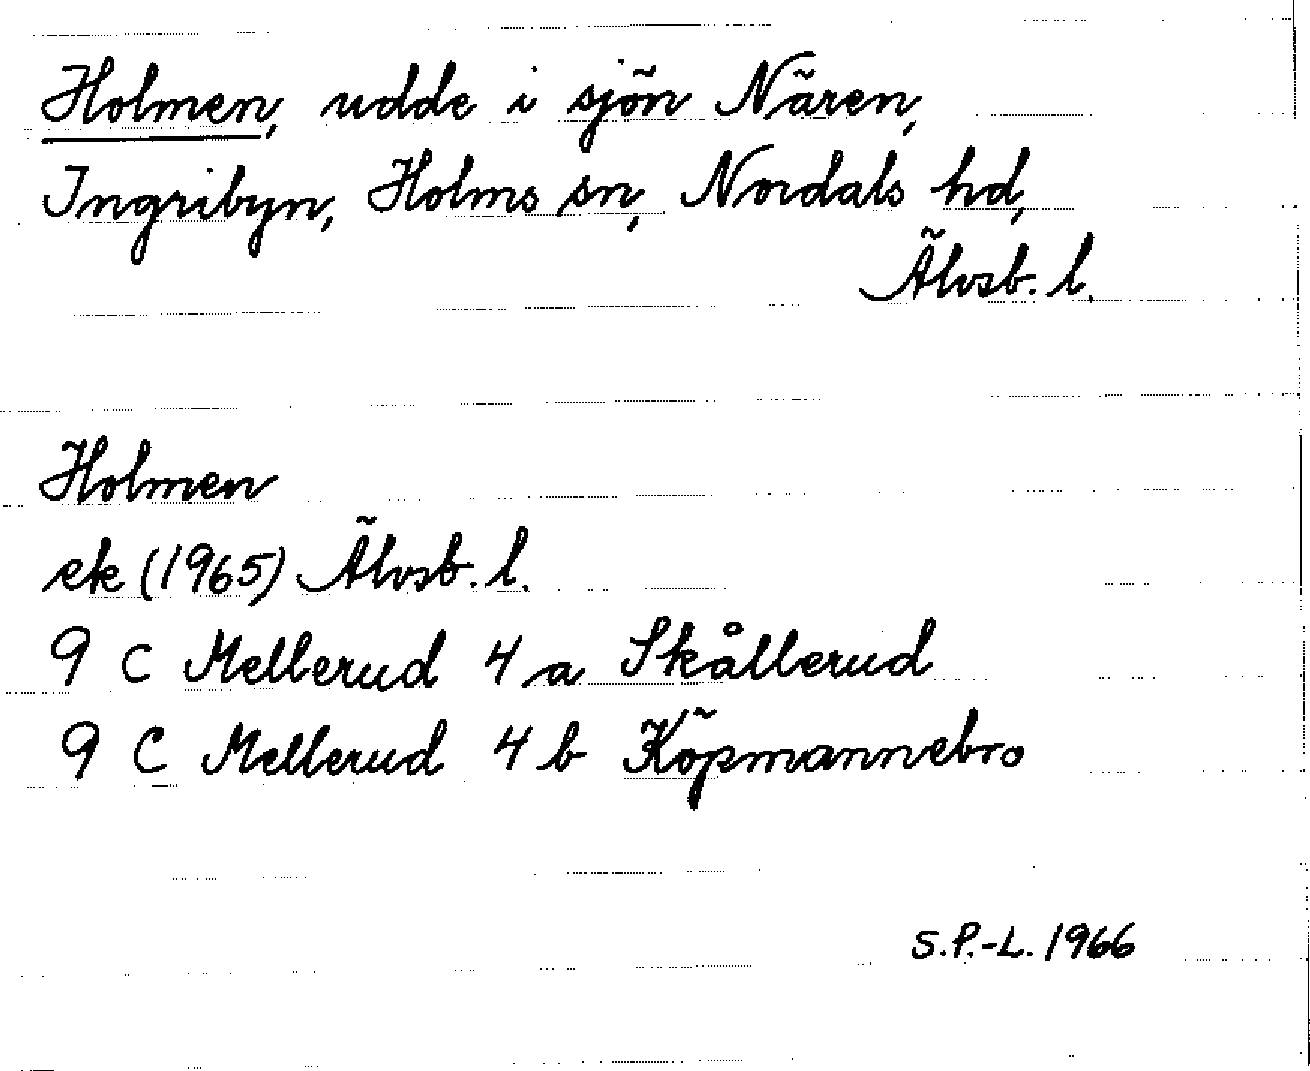 Holmen, udde i sjön Nären,
Ingribyn, Holms sn, Nordals hd,
Älvsb. l.
Holmen
ek (1965) Älvsb. l.
9 C Mellerud 4 a Skållerud
9 C Mellerud 4 b Köpmannebro
S.P.-L. 1966